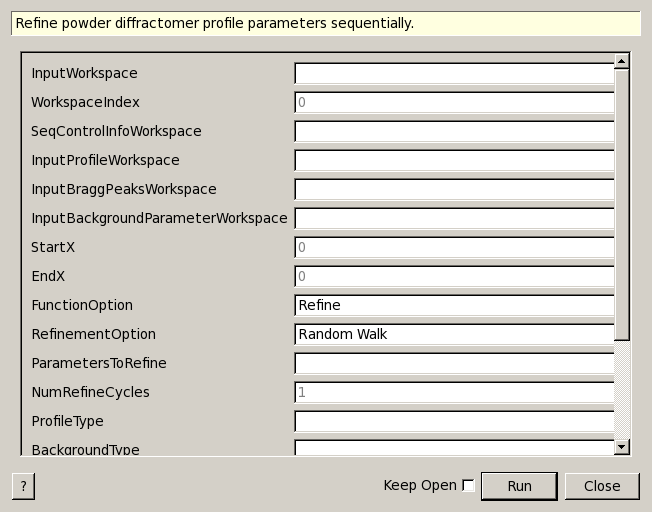 Refine powder diffractomer profile parameters sequentially.
InputWorkspace
WorkspaceIndex 0
SeqControlInfoWorkspace
InputProfileWorkspace
InputBraggPeaksWorkspace
InputBackgroundParameterWorkspace
StartX 0
EndX 0
FunctionOption Refine
RefinementOption Random Walk
ParametersToRefine
NumRefineCycles 1
ProfileType
BackgroundType
? Keep Open Run Close